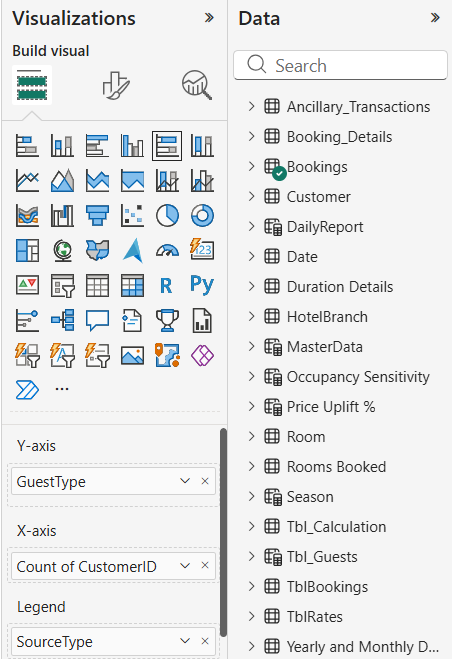 Visualizations
»
Build visual
123
R
Py
...
Y-axis
GuestType
X-axis
Count of CustomerID
Legend
SourceType
Data
»
Search
Ancillary_Transactions
Booking_Details
Bookings
Customer
DailyReport
Date
Duration Details
HotelBranch
MasterData
Occupancy Sensitivity
Price Uplift %
Room
Rooms Booked
Season
Tbl_Calculation
Tbl_Guests
TblBookings
TblRates
Yearly and Monthly D...